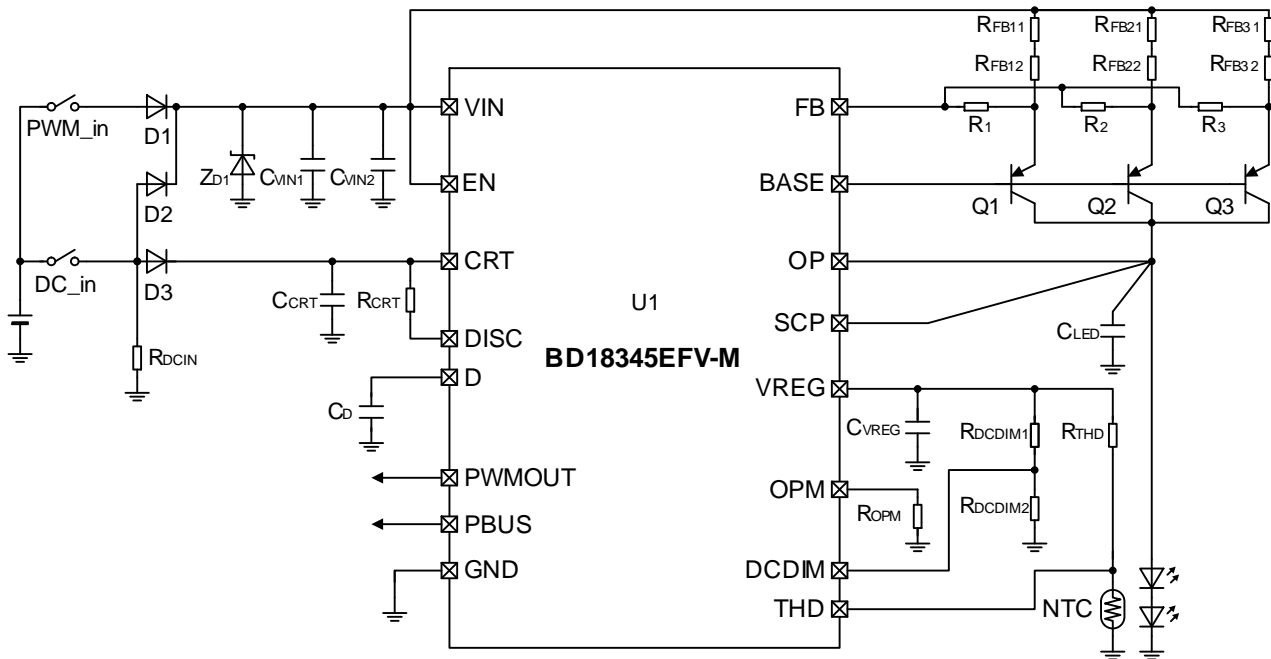 RFB11
RFB21
RFB31
RFB12
RFB22
RFB32
VIN
FB
PWM_in
D1
R1
R2
R3
ZD1
CVIN1
CVIN2
EN
BASE
D2
Q1
Q2
Q3
CRT
OP
DC_in
D3
CCRT
RCRT
U1
SCP
CLED
RDCIN
DISC
BD18345EFV-M
D
VREG
CD
CVREG
RDCDIM1
RTHD
PWMOUT
OPM
ROPM
RDCDIM2
PBUS
GND
DCDIM
THD
NTC